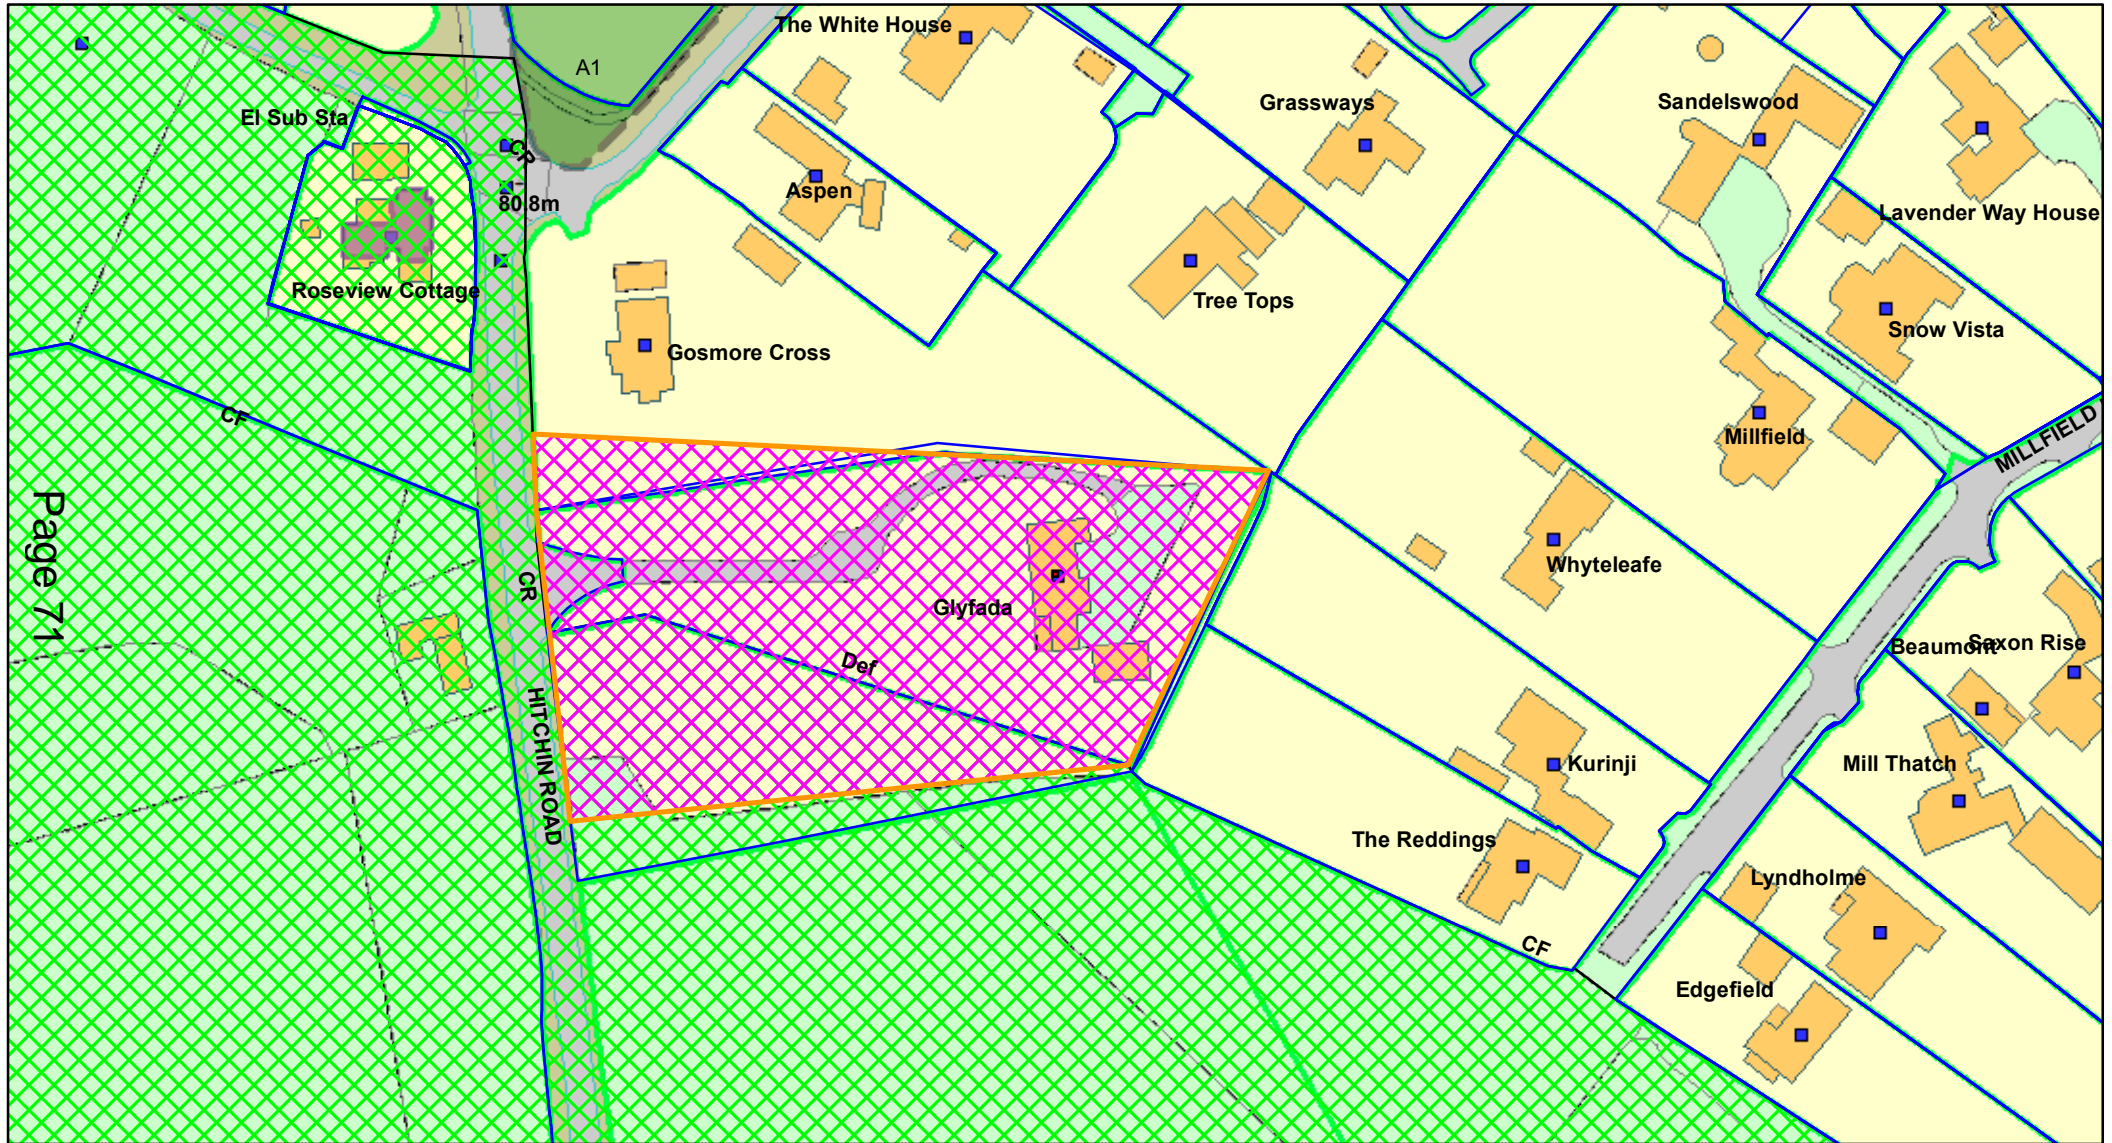 The White House
A1
Grassways
Sandelswood
El Sub Sta
CR
80.8m
Aspen
Lavender Way House
Roseview Cottage
Tree Tops
Snow Vista
Gosmore Cross
CF
Millfield
MILLFIELD
Page 71
Whyteleafe
CR
Glyfada
Def
Beaumont
Saxon Rise
HITCHIN ROAD
Kurinji
Mill Thatch
The Reddings
Lyndholme
CF
Edgefield